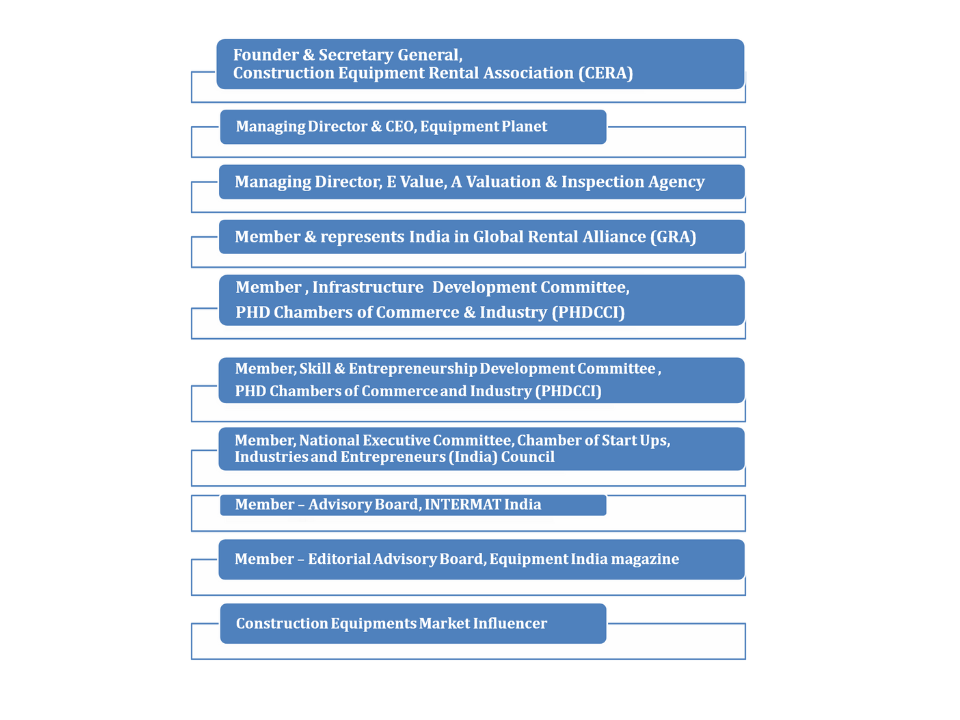 Founder & Secretary General,
Construction Equipment Rental Association (CERA)
Managing Director & CEO, Equipment Planet
Managing Director, E Value, A Valuation & Inspection Agency
Member & represents India in Global Rental Alliance (GRA)
Member , Infrastructure  Development Committee,
PHD Chambers of Commerce & Industry (PHDCCI)
Member, Skill & Entrepreneurship Development Committee ,
PHD Chambers of Commerce and Industry (PHDCCI)
Member, National Executive Committee, Chamber of Start Ups,
Industries and Entrepreneurs (India) Council
Member – Advisory Board, INTERMAT India
Member – Editorial Advisory Board, Equipment India magazine
Construction Equipments Market Influencer